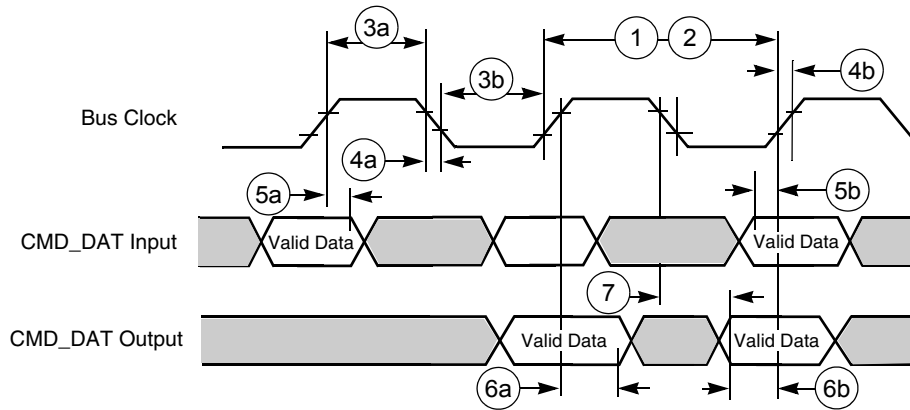 3a
1
2
3b
4b
Bus Clock
4a
5a
5b
CMD_DAT Input
Valid Data
Valid Data
7
CMD_DAT Output
Valid Data
Valid Data
6a
6b